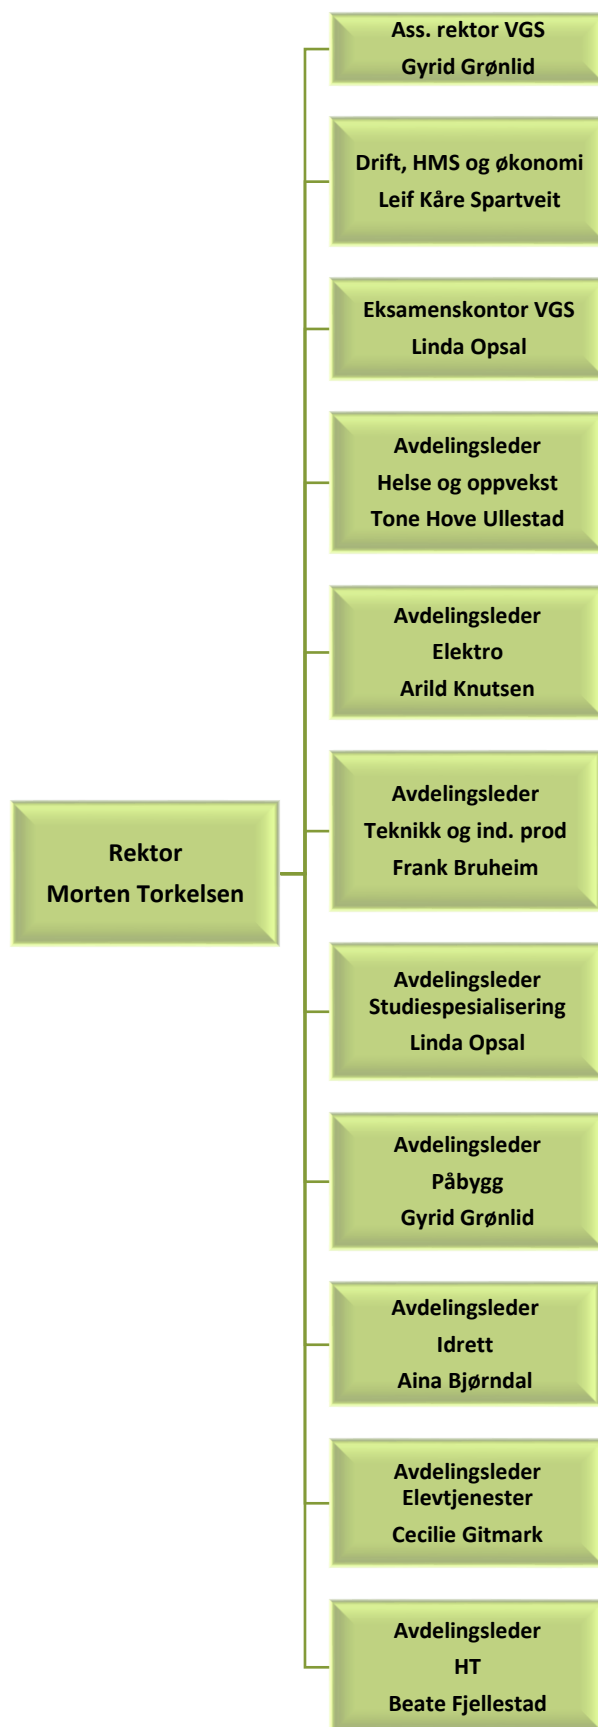 Ass. rektor VGS
Gyrid Grønlid
Drift, HMS og økonomi
Leif Kåre Spartveit
Eksamenskontor VGS
Linda Opsal
Avdelingsleder
Helse og oppvekst
Tone Hove Ullestad
Avdelingsleder
Elektro
Arild Knutsen
Avdelingsleder
Teknikk og ind. prod
Frank Bruheim
Rektor
Morten Torkelsen
Avdelingsleder
Studiespesialisering
Linda Opsal
Avdelingsleder
Påbygg
Gyrid Grønlid
Avdelingsleder
Idrett
Aina Bjørndal
Avdelingsleder
Elevtjenester
Cecilie Gitmark
Avdelingsleder
HT
Beate Fjellestad